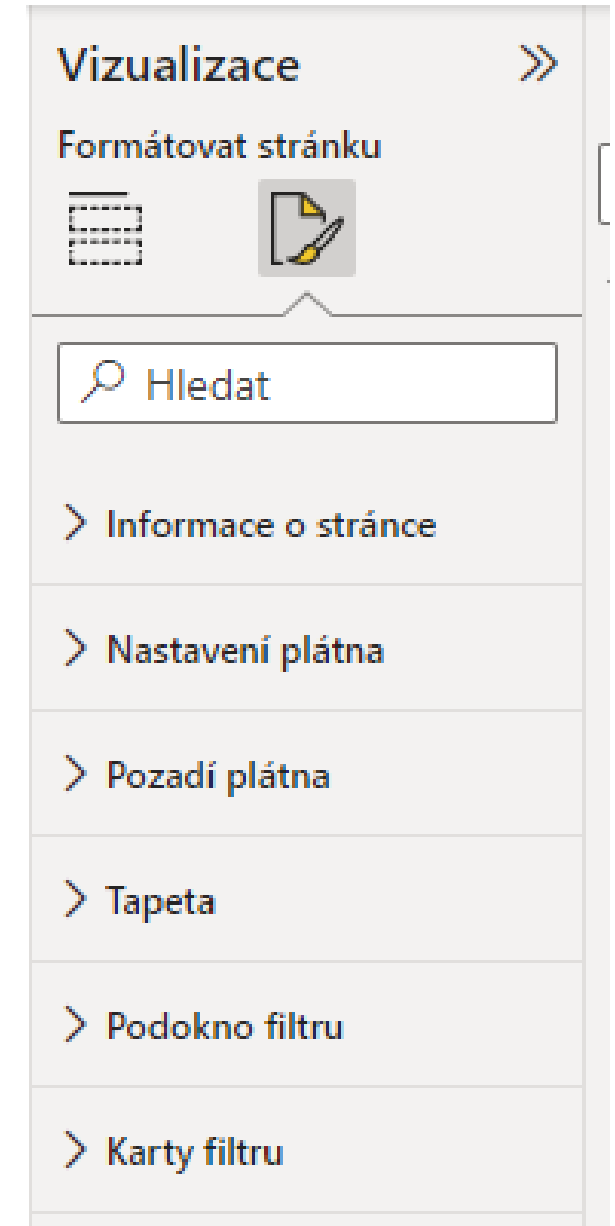 Vizualizace
Formátovat stránku
Hledat
Informace o stránce
Nastavení plátna
Pozadí plátna
Tapeta
Podokno filtru
Karty filtru